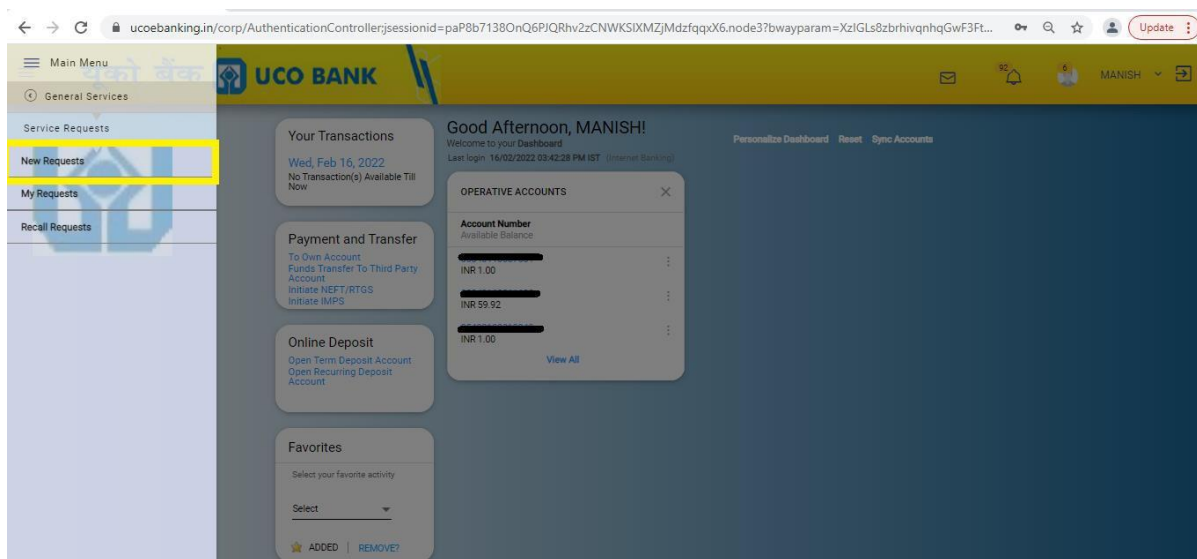 ucoebanking.in/corp/AuthenticationController;jsessionid=paP8b7138OnQ6PJQRhv2zCNWKSlXMZjMdzfqqxX6.node3?bwayparam=XzlGLs8zbrhivqnhqGwF3Ft...
Update
Main Menu
यूको बैंक
UCO BANK
92
6
MANISH
General Services
Service Requests
New Requests
My Requests
Recall Requests
Your Transactions
Wed, Feb 16, 2022
No Transaction(s) Available Till
Now
Payment and Transfer
To Own Account
Funds Transfer To Third Party
Account
Initiate NEFT/RTGS
Initiate IMPS
Online Deposit
Open Term Deposit Account
Open Recurring Deposit
Account
Favorites
Select your favorite activity
Select
ADDED | REMOVE?
Good Afternoon, MANISH!
Welcome to your Dashboard
Last login 16/02/2022 03:42:28 PM IST (Internet Banking)
Personalize Dashboard Reset Sync Accounts
OPERATIVE ACCOUNTS
Account Number
Available Balance
INR 1.00
INR 59.92
INR 1.00
View All